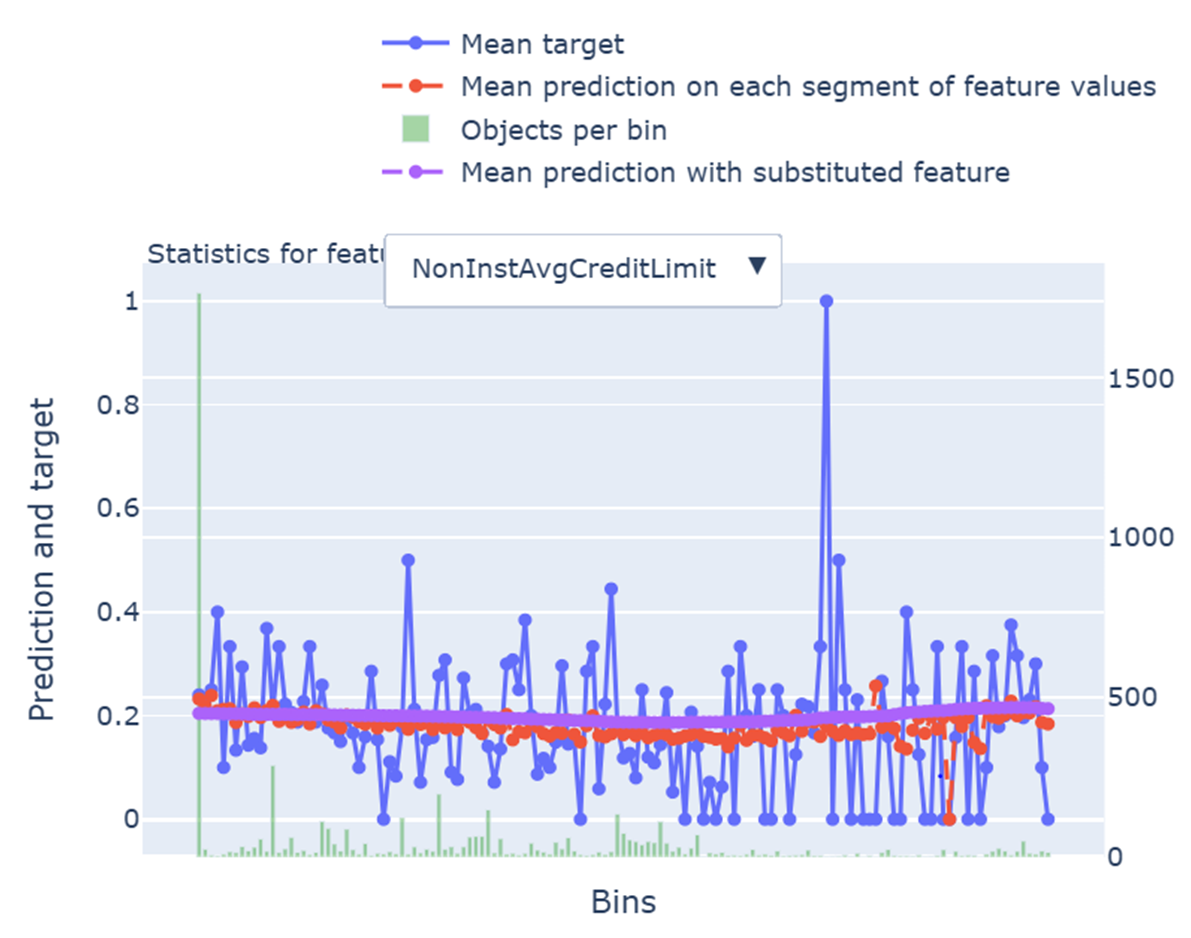 Mean target
Mean prediction on each segment of feature values
Objects per bin
Mean prediction with substituted feature
Statistics for featu
NonInstAvgCreditLimit ▼
1
0.8
0.6
0.4
0.2
0
1500
1000
500
0
Prediction and target
Bins